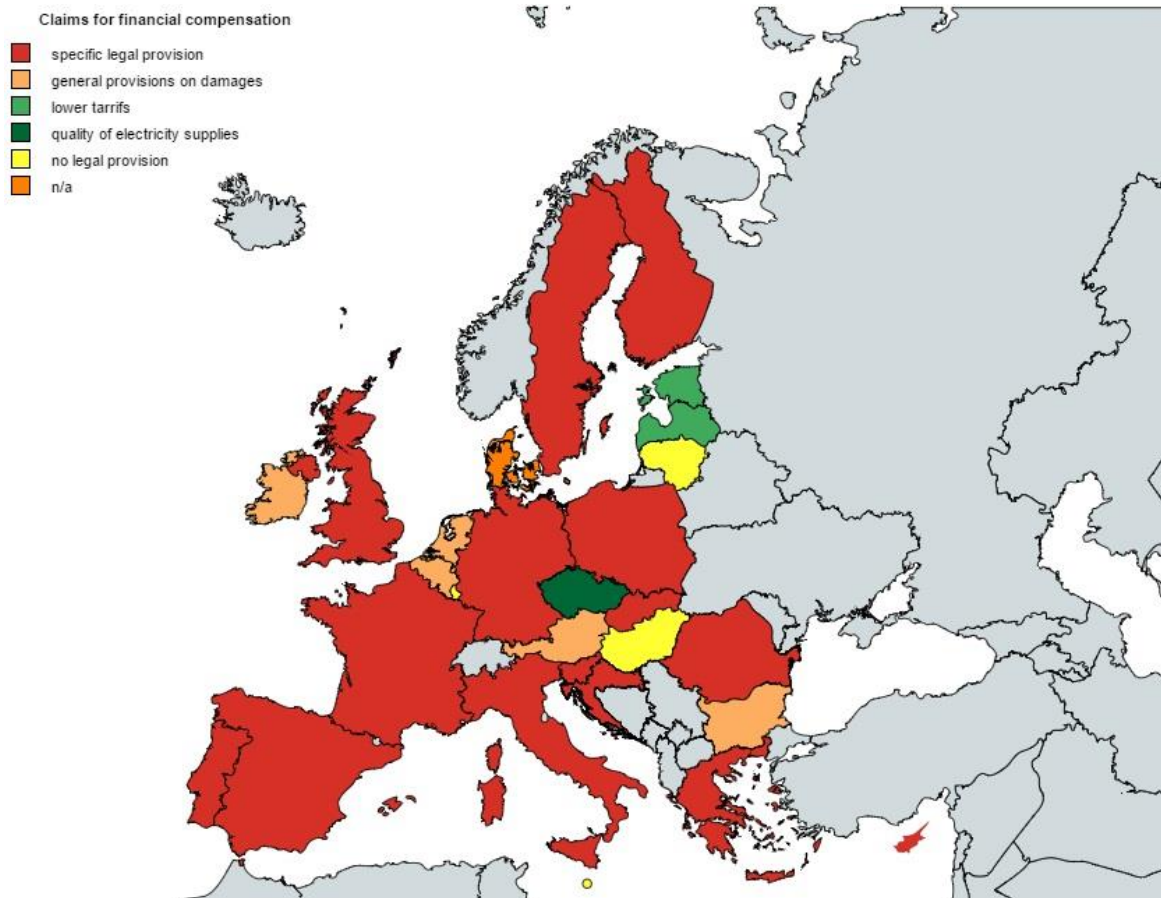 Claims for financial compensation
specific legal provision
general provisions on damages
lower tarrifs
quality of electricity supplies
no legal provision
n/a